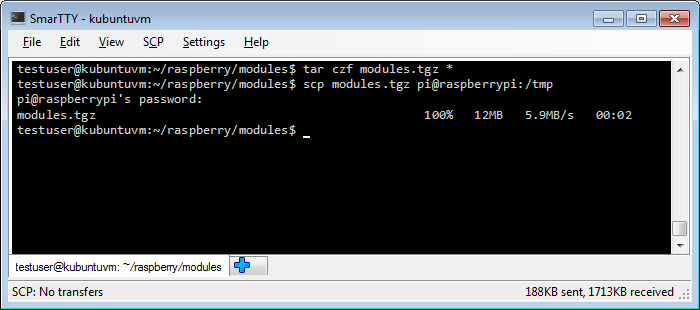 SmarTTY - kubuntuvm
File Edit View SCP Settings Help
testuser@kubuntuvm:~/raspberry/modules$ tar czf modules.tgz *
testuser@kubuntuvm:~/raspberry/modules$ scp modules.tgz pi@raspberrypi:/tmp
pi@raspberrypi's password:
modules.tgz 100% 12MB 5.9MB/s 00:02
testuser@kubuntuvm:~/raspberry/modules$ _
testuser@kubuntuvm: ~/raspberry/modules
SCP: No transfers 188KB sent, 1713KB received